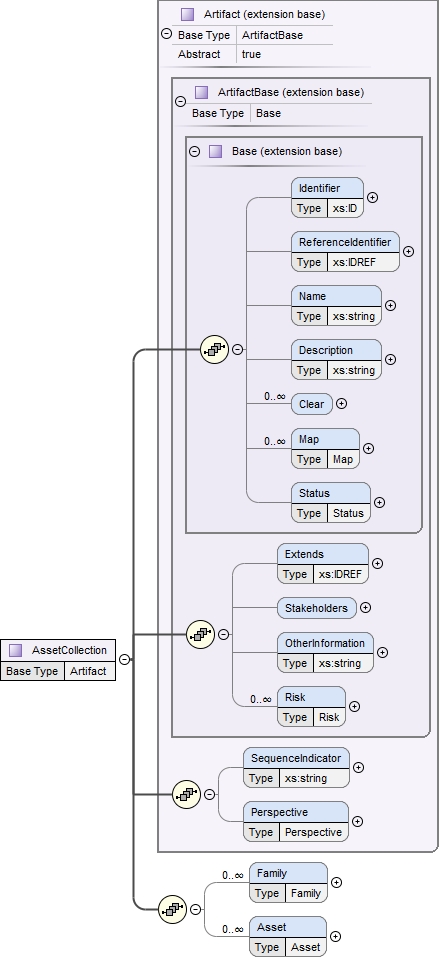 Artifact (extension base)
Base Type ArtifactBase
Abstract true
ArtifactBase (extension base)
Base Type Base
Base (extension base)
Identifier
Type xs:ID
ReferenceIdentifier
Type xs:IDREF
Name
Type xs:string
Description
Type xs:string
0..∞
Clear
0..∞
Map
Type Map
Status
Type Status
Extends
Type xs:IDREF
Stakeholders
OtherInformation
Type xs:string
0..∞
Risk
Type Risk
AssetCollection
Base Type Artifact
SequenceIndicator
Type xs:string
Perspective
Type Perspective
0..∞
Family
Type Family
0..∞
Asset
Type Asset